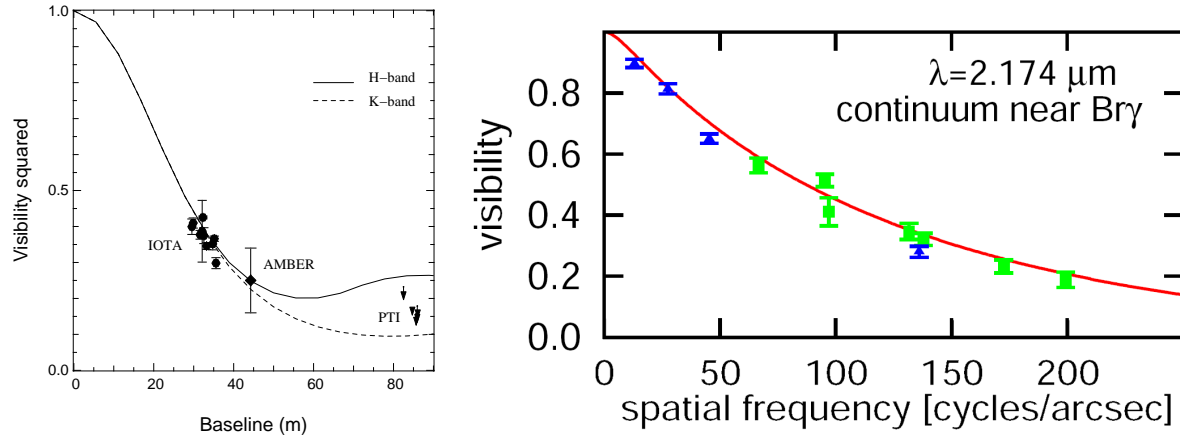 1.0
0.5
0.0
0
20
40
60
80
Visibility squared
Baseline (m)
H−band
K−band
IOTA
AMBER
PTI
0.8
0.6
0.4
0.2
0.0
0
50
100
150
200
visibility
spatial frequency [cycles/arcsec]
λ=2.174 μm
continuum near Brγ